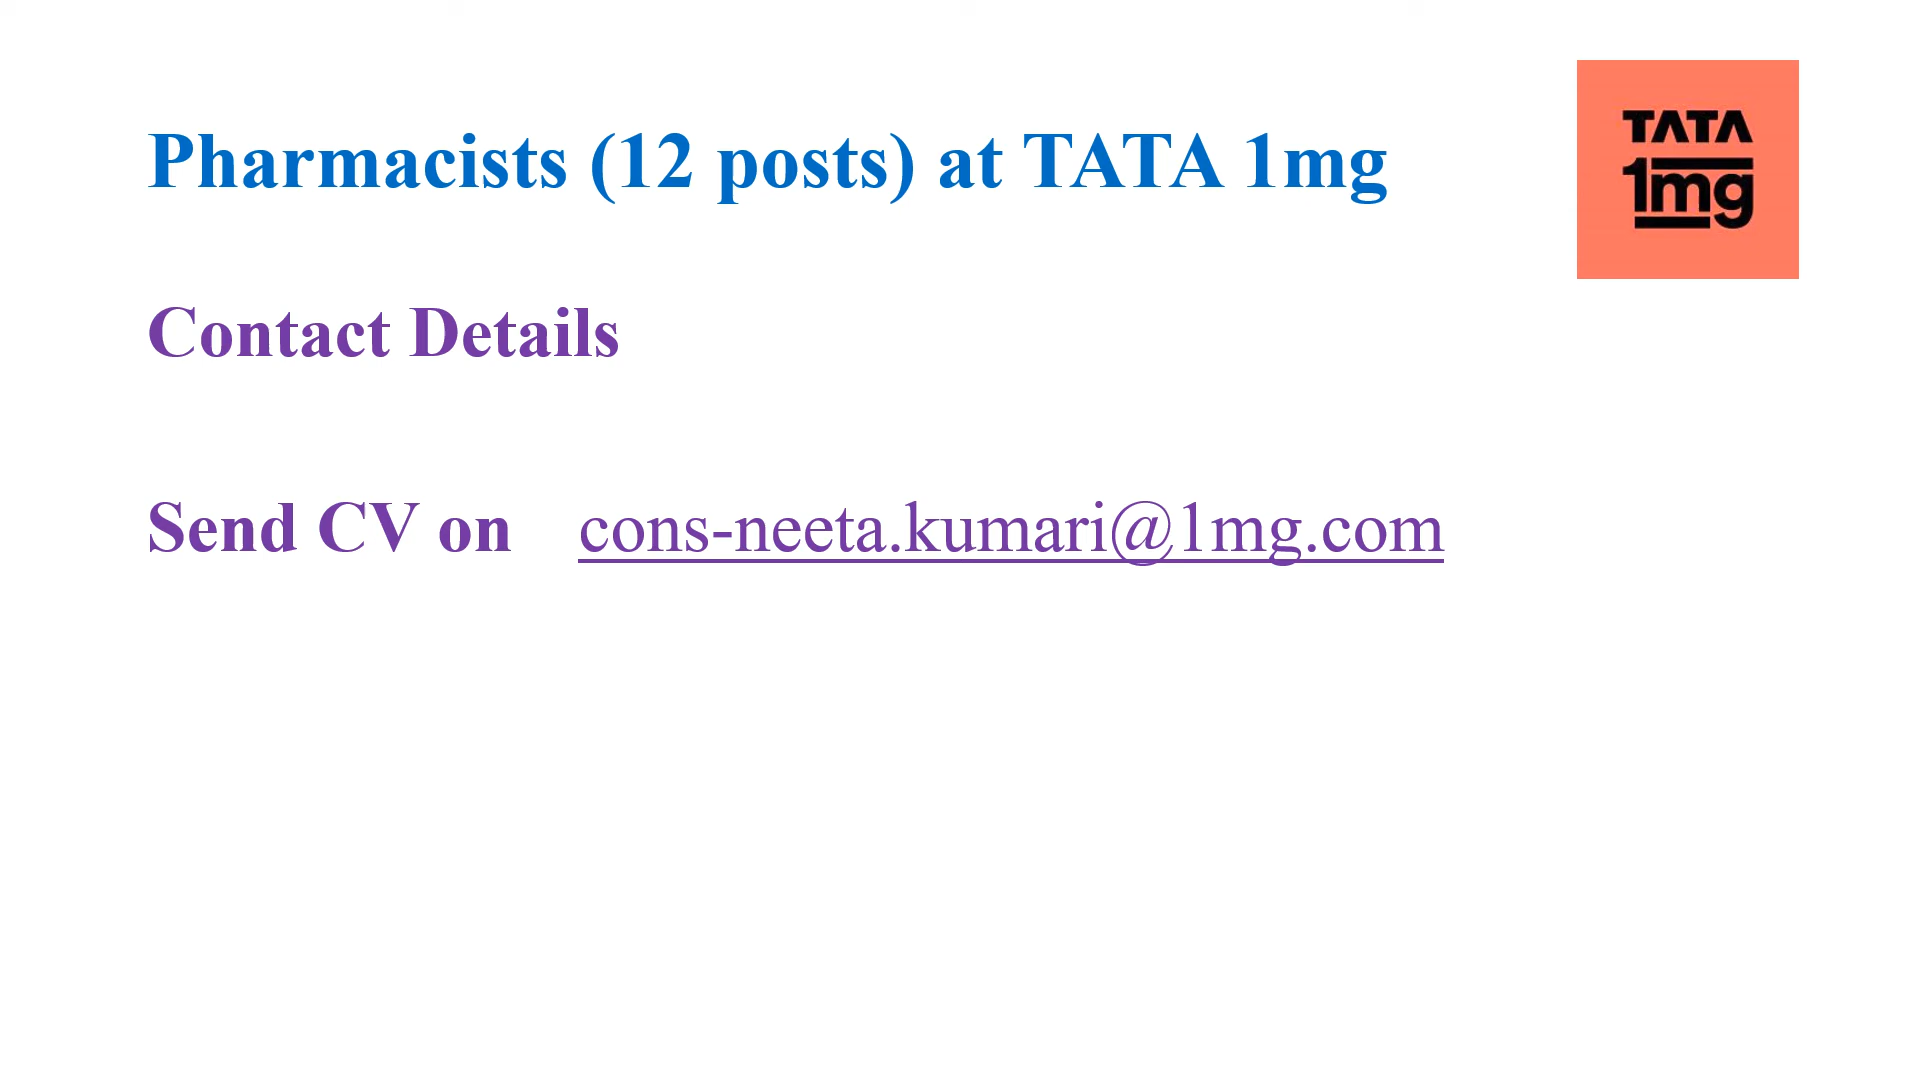 Pharmacists (12 posts) at TATA 1mg
TATA
1mg
Contact Details
Send CV on cons-neeta.kumari@1mg.com